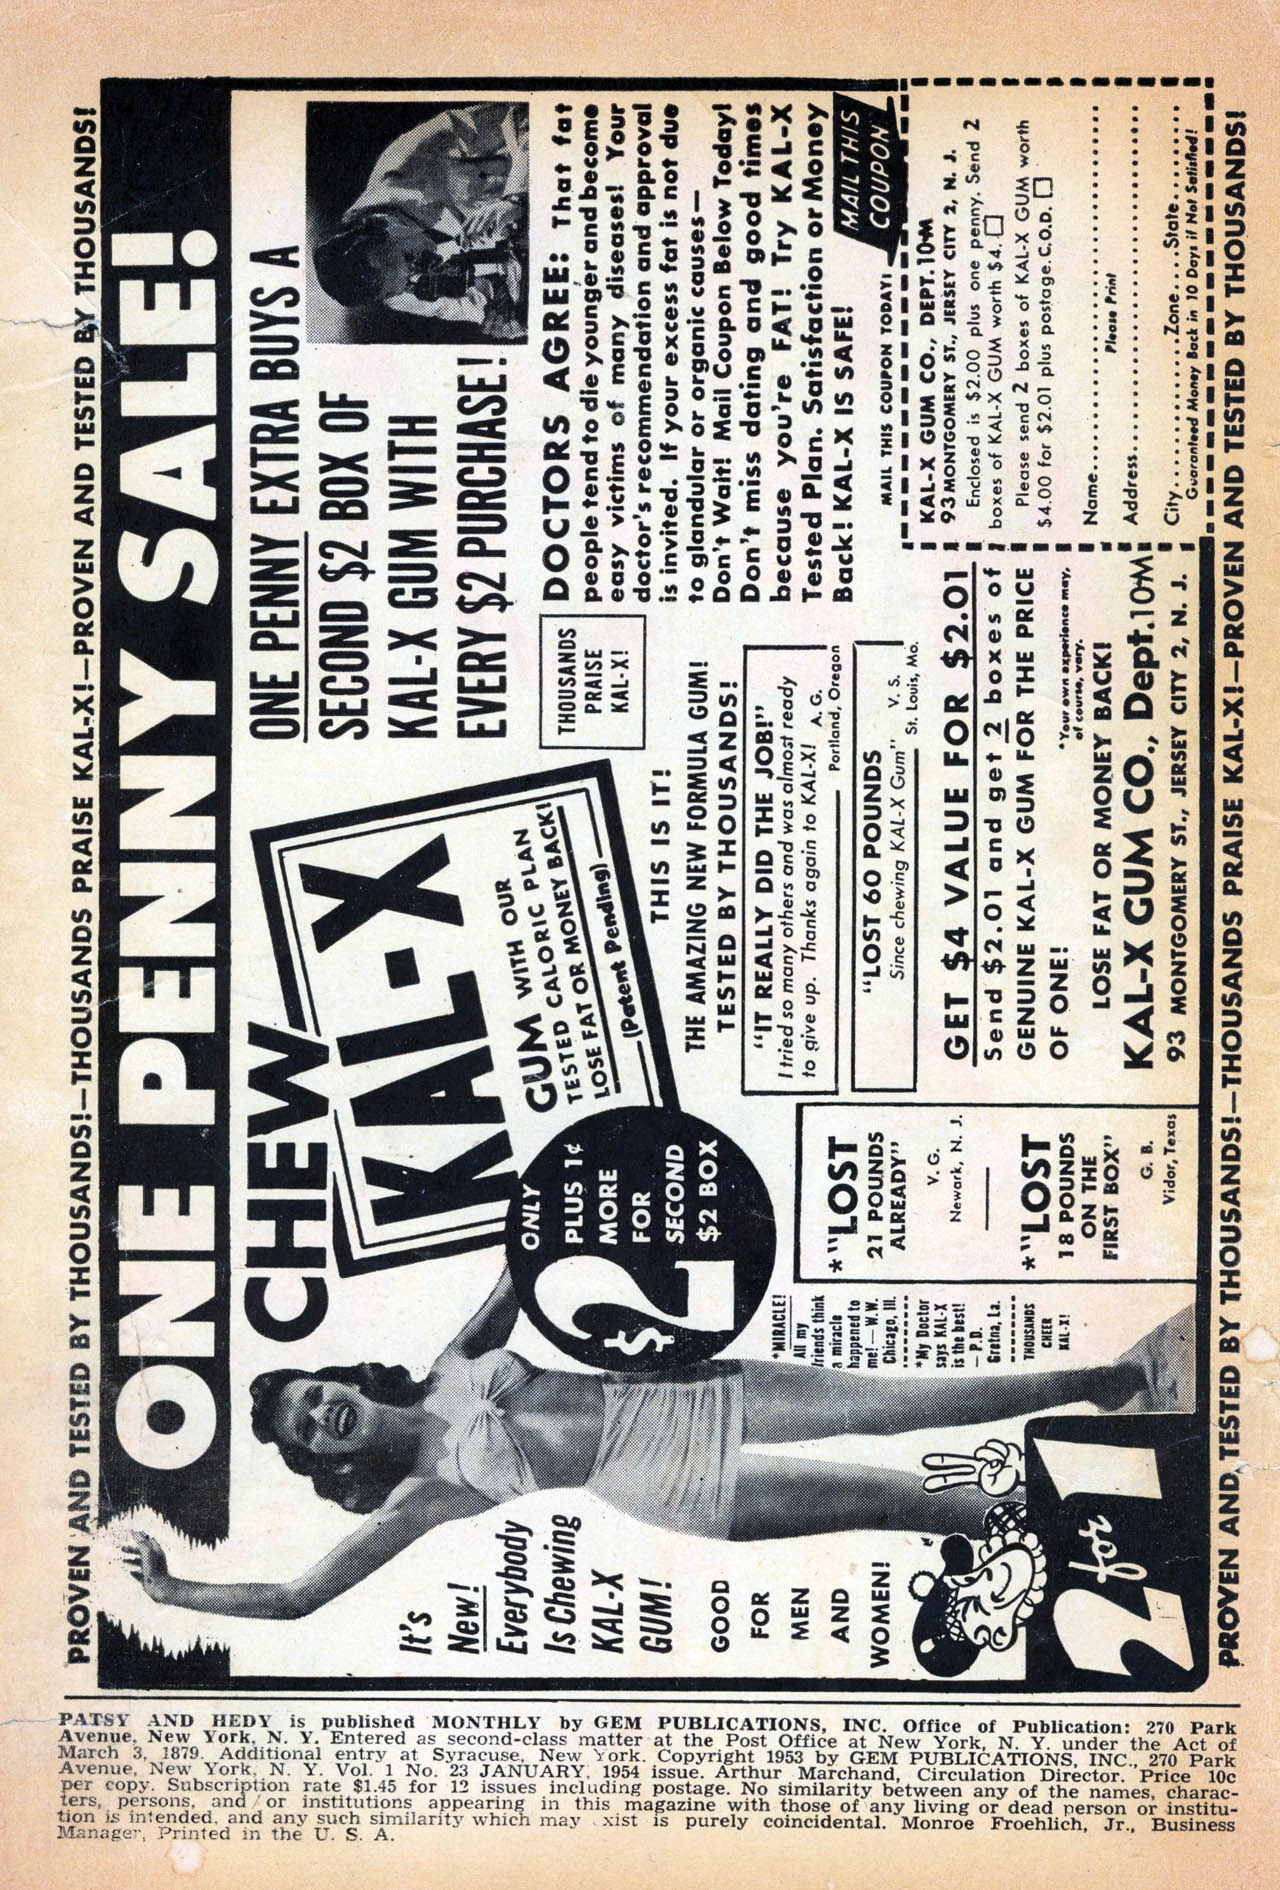 PROVEN AND TESTED BY THOUSANDS!—THOUSANDS PRAISE KAL-X!—PROVEN AND TESTED BY THOUSANDS!
ONE PENNY SALE!
CHEW
KAL-X
GUM WITH OUR
TESTED CALORIC PLAN
LOSE FAT OR MONEY BACK!
(Patent Pending)
ONE PENNY EXTRA BUYS A
SECOND $2 BOX OF
KAL-X GUM WITH
EVERY $2 PURCHASE!
It's
New!
Everybody
Is Chewing
KAL-X
GUM!
GOOD
FOR
MEN
AND
WOMEN!
2 for 1
ONLY
$2
PLUS 1¢
MORE
FOR
SECOND
$2 BOX
*MIRACLE!
All my
friends think
a miracle
happened to
me! — W. W.
Chicago, Ill.
*My Doctor
says KAL-X
is the best!
— P.D.
Gretna, La.
THOUSANDS
CHEER
KAL-X!
*"LOST
21 POUNDS
ALREADY"
V. G.
Newark, N. J.
*"LOST
18 POUNDS
ON THE
FIRST BOX"
G. B.
Vidor, Texas
THIS IS IT!
THE AMAZING NEW FORMULA GUM!
TESTED BY THOUSANDS!
"IT REALLY DID THE JOB!"
I tried so many others and was almost ready
to give up. Thanks again to KAL-X! A. G.
Portland, Oregon
"LOST 60 POUNDS
Since chewing KAL-X Gum" V. S.
St. Louis, Mo.
GET $4 VALUE FOR $2.01
Send $2.01 and get 2 boxes of
GENUINE KAL-X GUM FOR THE PRICE
OF ONE!
*Your own experience may,
of course, vary.
LOSE FAT OR MONEY BACK!
KAL-X GUM CO., Dept. 10-M
93 MONTGOMERY ST., JERSEY CITY 2, N. J.
THOUSANDS
PRAISE
KAL-X!
DOCTORS AGREE: That fat
people tend to die younger and become
easy victims of many diseases! Your
doctor's recommendation and approval
is invited. If your excess fat is not due
to glandular or organic causes—
Don't Wait! Mail Coupon Below Today!
Don't miss dating and good times
because you're FAT! Try KAL-X
Tested Plan. Satisfaction or Money
Back! KAL-X IS SAFE!
MAIL THIS
COUPON
MAIL THIS COUPON TODAY!
KAL-X GUM CO., DEPT. 10-M
93 MONTGOMERY ST., JERSEY CITY 2, N. J.
Enclosed is $2.00 plus one penny. Send 2
boxes of KAL-X GUM worth $4.
Please send 2 boxes of KAL-X GUM worth
$4.00 for $2.01 plus postage. C.O.D.
Name
Please Print
Address
City Zone State
Guaranteed Money Back in 10 Days if Not Satisfied!
PROVEN AND TESTED BY THOUSANDS!—THOUSANDS PRAISE KAL-X!—PROVEN AND TESTED BY THOUSANDS!
PATSY AND HEDY is published MONTHLY by GEM PUBLICATIONS, INC. Office of Publication: 270 Park
Avenue, New York, N. Y. Entered as second-class matter at the Post Office at New York, N. Y. under the Act of
March 3, 1879. Additional entry at Syracuse, New York. Copyright 1953 by GEM PUBLICATIONS, INC., 270 Park
Avenue, New York, N. Y. Vol. 1 No. 23 JANUARY, 1954 issue. Arthur Marchand, Circulation Director. Price 10c
per copy. Subscription rate $1.45 for 12 issues including postage. No similarity between any of the names, charac-
ters, persons, and/or institutions appearing in this magazine with those of any living or dead person or institu-
tion is intended, and any such similarity which may exist is purely coincidental. Monroe Froehlich, Jr., Business
Manager, Printed in the U. S. A.